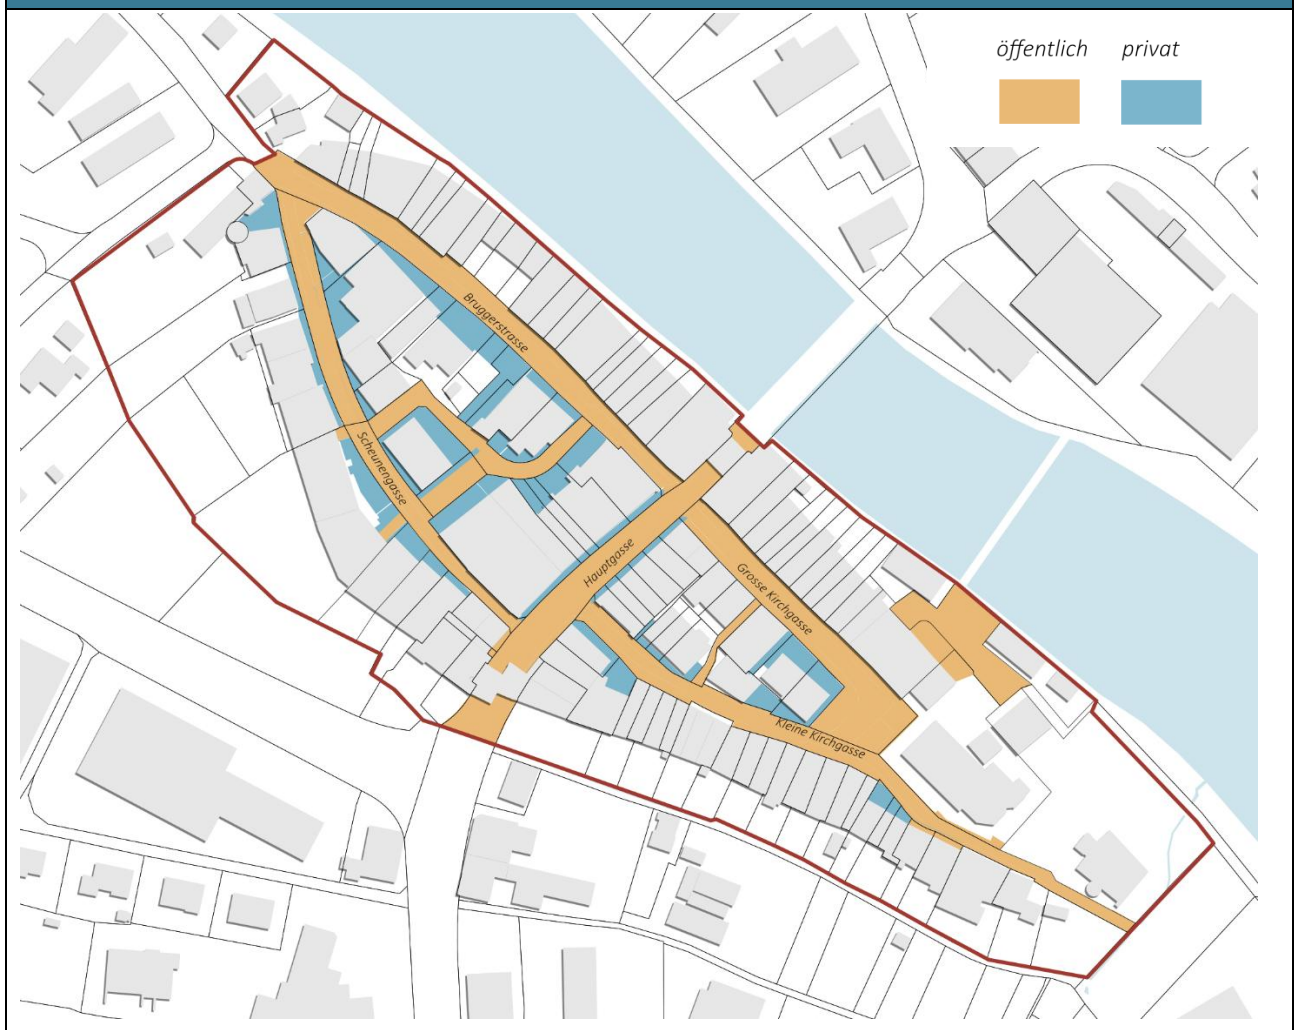 öffentlich privat
Bruggerstrasse
Scheunengasse
Hauptgasse
Grosse Kirchgasse
Kleine Kirchgasse